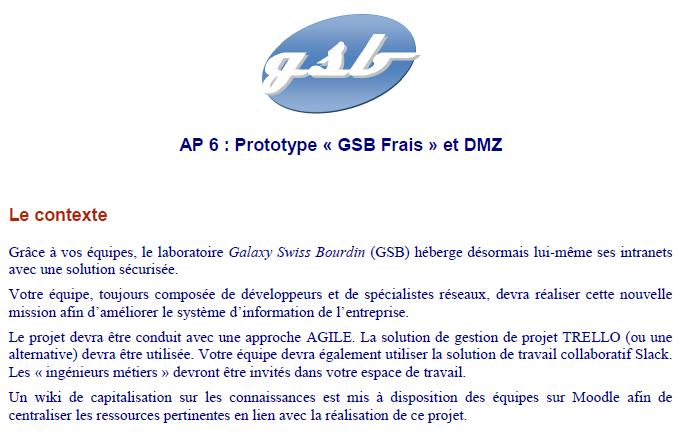 gsb
AP 6 : Prototype « GSB Frais » et DMZ
Le contexte
Grâce à vos équipes, le laboratoire Galaxy Swiss Bourdin (GSB) héberge désormais lui-même ses intranets
avec une solution sécurisée.
Votre équipe, toujours composée de développeurs et de spécialistes réseaux, devra réaliser cette nouvelle
mission afin d’améliorer le système d’information de l’entreprise.
Le projet devra être conduit avec une approche AGILE. La solution de gestion de projet TRELLO (ou une
alternative) devra être utilisée. Votre équipe devra également utiliser la solution de travail collaboratif Slack.
Les « ingénieurs métiers » devront être invités dans votre espace de travail.
Un wiki de capitalisation sur les connaissances est mis à disposition des équipes sur Moodle afin de
centraliser les ressources pertinentes en lien avec la réalisation de ce projet.